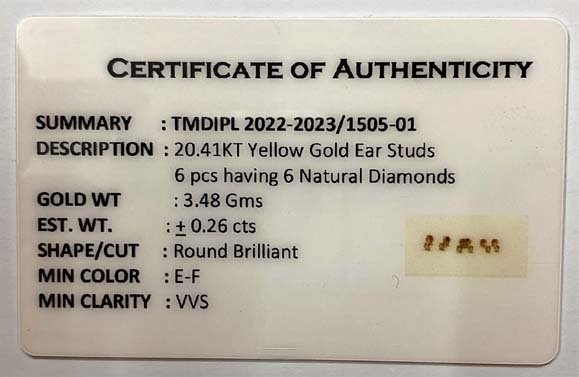 CERTIFICATE OF AUTHENTICITY
SUMMARY : TMDIPL 2022-2023/1505-01
DESCRIPTION : 20.41KT Yellow Gold Ear Studs
6 pcs having 6 Natural Diamonds
GOLD WT : 3.48 Gms
EST. WT. : ± 0.26 cts
SHAPE/CUT : Round Brilliant
MIN COLOR : E-F
MIN CLARITY : VVS